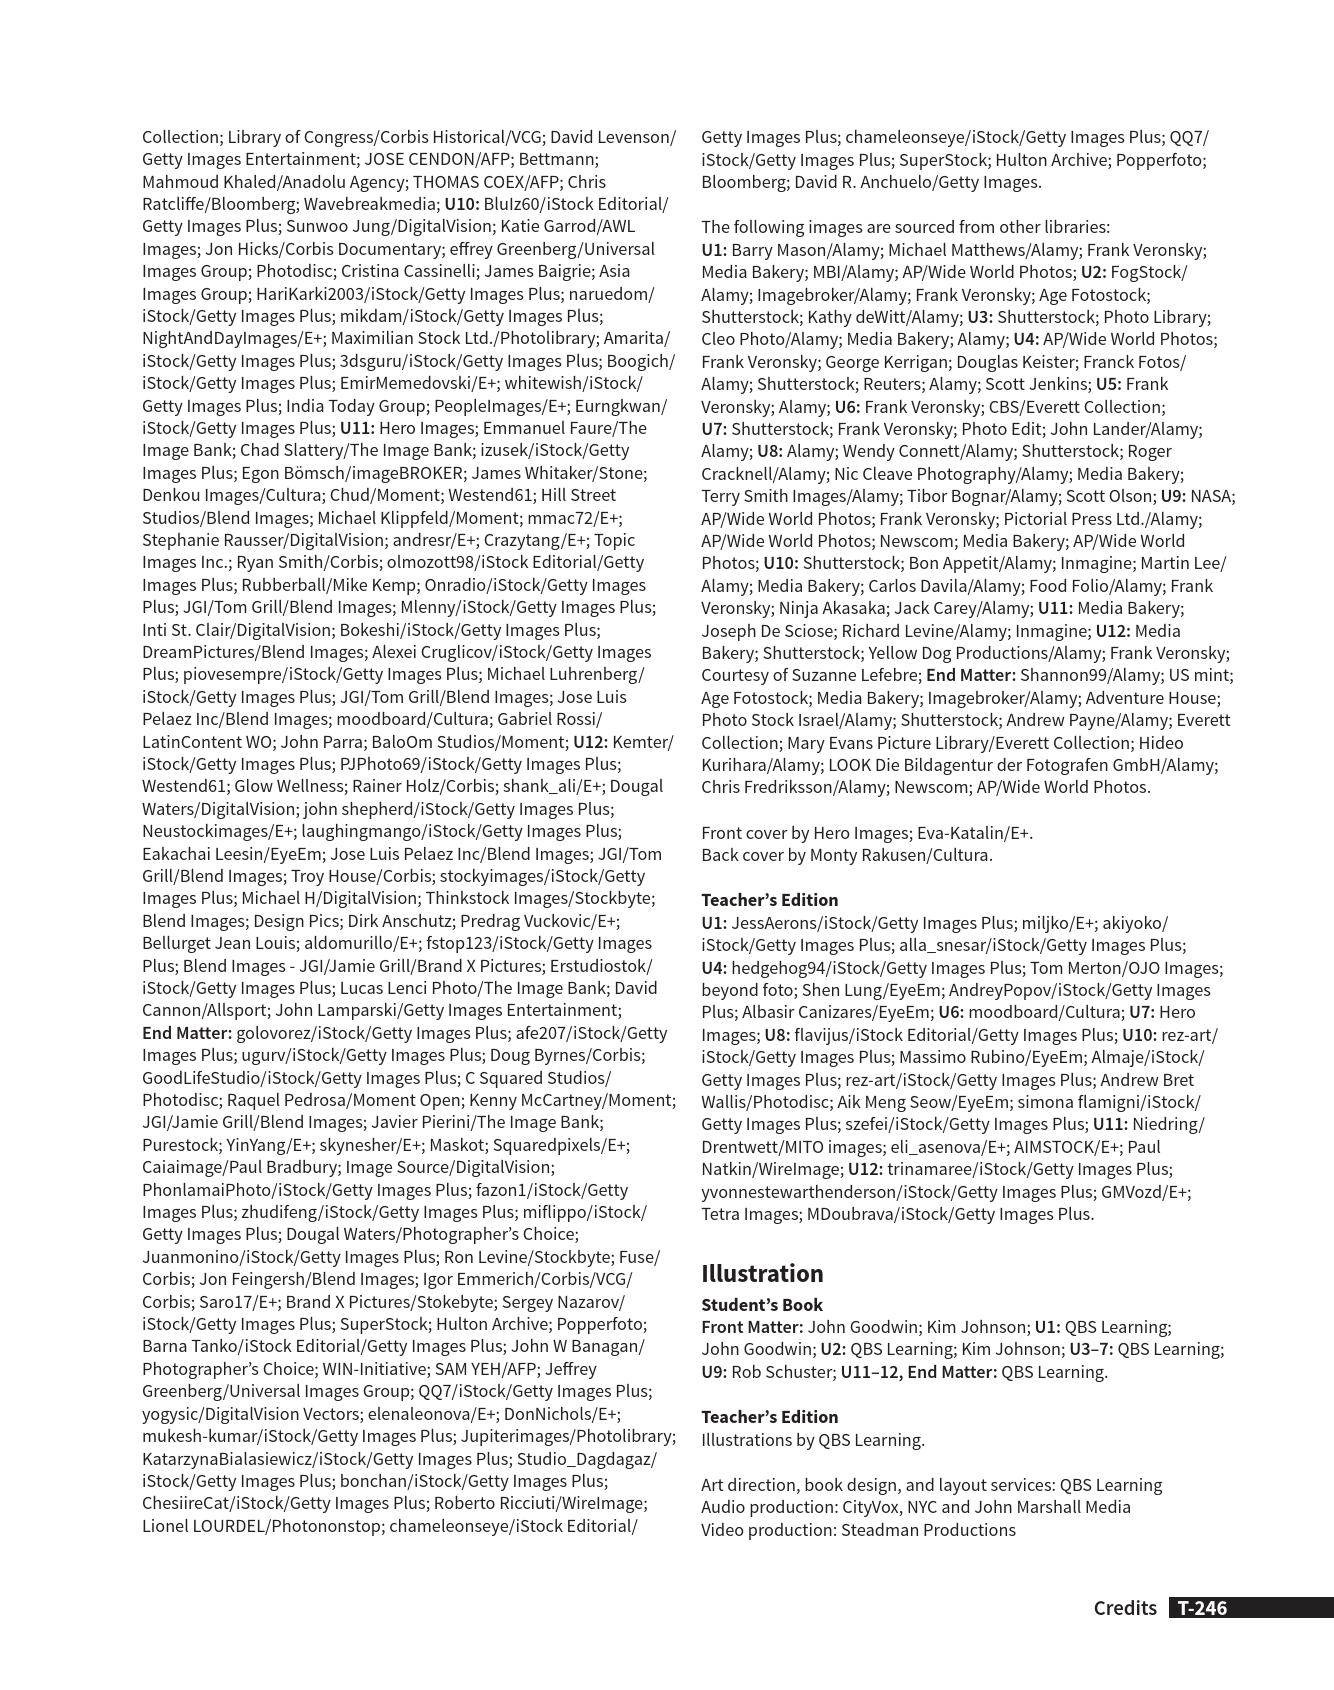 Collection; Library of Congress/Corbis Historical/VCG; David Levenson/
Getty Images Entertainment; JOSE CENDON/AFP; Bettmann;
Mahmoud Khaled/Anadolu Agency; THOMAS COEX/AFP; Chris
Ratcliffe/Bloomberg; Wavebreakmedia; U10: BluIz60/iStock Editorial/
Getty Images Plus; Sunwoo Jung/DigitalVision; Katie Garrod/AWL
Images; Jon Hicks/Corbis Documentary; effrey Greenberg/Universal
Images Group; Photodisc; Cristina Cassinelli; James Baigrie; Asia
Images Group; HariKarki2003/iStock/Getty Images Plus; naruedom/
iStock/Getty Images Plus; mikdam/iStock/Getty Images Plus;
NightAndDayImages/E+; Maximilian Stock Ltd./Photolibrary; Amarita/
iStock/Getty Images Plus; 3dsguru/iStock/Getty Images Plus; Boogich/
iStock/Getty Images Plus; EmirMemedovski/E+; whitewish/iStock/
Getty Images Plus; India Today Group; PeopleImages/E+; Eurngkwan/
iStock/Getty Images Plus; U11: Hero Images; Emmanuel Faure/The
Image Bank; Chad Slattery/The Image Bank; izusek/iStock/Getty
Images Plus; Egon Bömsch/imageBROKER; James Whitaker/Stone;
Denkou Images/Cultura; Chud/Moment; Westend61; Hill Street
Studios/Blend Images; Michael Klippfeld/Moment; mmac72/E+;
Stephanie Rausser/DigitalVision; andresr/E+; Crazytang/E+; Topic
Images Inc.; Ryan Smith/Corbis; olmozott98/iStock Editorial/Getty
Images Plus; Rubberball/Mike Kemp; Onradio/iStock/Getty Images
Plus; JGI/Tom Grill/Blend Images; Mlenny/iStock/Getty Images Plus;
Inti St. Clair/DigitalVision; Bokeshi/iStock/Getty Images Plus;
DreamPictures/Blend Images; Alexei Cruglicov/iStock/Getty Images
Plus; piovesempre/iStock/Getty Images Plus; Michael Luhrenberg/
iStock/Getty Images Plus; JGI/Tom Grill/Blend Images; Jose Luis
Pelaez Inc/Blend Images; moodboard/Cultura; Gabriel Rossi/
LatinContent WO; John Parra; BaloOm Studios/Moment; U12: Kemter/
iStock/Getty Images Plus; PJPhoto69/iStock/Getty Images Plus;
Westend61; Glow Wellness; Rainer Holz/Corbis; shank_ali/E+; Dougal
Waters/DigitalVision; john shepherd/iStock/Getty Images Plus;
Neustockimages/E+; laughingmango/iStock/Getty Images Plus;
Eakachai Leesin/EyeEm; Jose Luis Pelaez Inc/Blend Images; JGI/Tom
Grill/Blend Images; Troy House/Corbis; stockyimages/iStock/Getty
Images Plus; Michael H/DigitalVision; Thinkstock Images/Stockbyte;
Blend Images; Design Pics; Dirk Anschutz; Predrag Vuckovic/E+;
Bellurget Jean Louis; aldomurillo/E+; fstop123/iStock/Getty Images
Plus; Blend Images - JGI/Jamie Grill/Brand X Pictures; Erstudiostok/
iStock/Getty Images Plus; Lucas Lenci Photo/The Image Bank; David
Cannon/Allsport; John Lamparski/Getty Images Entertainment;
End Matter: golovorez/iStock/Getty Images Plus; afe207/iStock/Getty
Images Plus; ugurv/iStock/Getty Images Plus; Doug Byrnes/Corbis;
GoodLifeStudio/iStock/Getty Images Plus; C Squared Studios/
Photodisc; Raquel Pedrosa/Moment Open; Kenny McCartney/Moment;
JGI/Jamie Grill/Blend Images; Javier Pierini/The Image Bank;
Purestock; YinYang/E+; skynesher/E+; Maskot; Squaredpixels/E+;
Caiaimage/Paul Bradbury; Image Source/DigitalVision;
PhonlamaiPhoto/iStock/Getty Images Plus; fazon1/iStock/Getty
Images Plus; zhudifeng/iStock/Getty Images Plus; miflippo/iStock/
Getty Images Plus; Dougal Waters/Photographer’s Choice;
Juanmonino/iStock/Getty Images Plus; Ron Levine/Stockbyte; Fuse/
Corbis; Jon Feingersh/Blend Images; Igor Emmerich/Corbis/VCG/
Corbis; Saro17/E+; Brand X Pictures/Stokebyte; Sergey Nazarov/
iStock/Getty Images Plus; SuperStock; Hulton Archive; Popperfoto;
Barna Tanko/iStock Editorial/Getty Images Plus; John W Banagan/
Photographer’s Choice; WIN-Initiative; SAM YEH/AFP; Jeffrey
Greenberg/Universal Images Group; QQ7/iStock/Getty Images Plus;
yogysic/DigitalVision Vectors; elenaleonova/E+; DonNichols/E+;
mukesh-kumar/iStock/Getty Images Plus; Jupiterimages/Photolibrary;
KatarzynaBialasiewicz/iStock/Getty Images Plus; Studio_Dagdagaz/
iStock/Getty Images Plus; bonchan/iStock/Getty Images Plus;
ChesiireCat/iStock/Getty Images Plus; Roberto Ricciuti/WireImage;
Lionel LOURDEL/Photononstop; chameleonseye/iStock Editorial/
Getty Images Plus; chameleonseye/iStock/Getty Images Plus; QQ7/
iStock/Getty Images Plus; SuperStock; Hulton Archive; Popperfoto;
Bloomberg; David R. Anchuelo/Getty Images.
The following images are sourced from other libraries:
U1: Barry Mason/Alamy; Michael Matthews/Alamy; Frank Veronsky;
Media Bakery; MBI/Alamy; AP/Wide World Photos; U2: FogStock/
Alamy; Imagebroker/Alamy; Frank Veronsky; Age Fotostock;
Shutterstock; Kathy deWitt/Alamy; U3: Shutterstock; Photo Library;
Cleo Photo/Alamy; Media Bakery; Alamy; U4: AP/Wide World Photos;
Frank Veronsky; George Kerrigan; Douglas Keister; Franck Fotos/
Alamy; Shutterstock; Reuters; Alamy; Scott Jenkins; U5: Frank
Veronsky; Alamy; U6: Frank Veronsky; CBS/Everett Collection;
U7: Shutterstock; Frank Veronsky; Photo Edit; John Lander/Alamy;
Alamy; U8: Alamy; Wendy Connett/Alamy; Shutterstock; Roger
Cracknell/Alamy; Nic Cleave Photography/Alamy; Media Bakery;
Terry Smith Images/Alamy; Tibor Bognar/Alamy; Scott Olson; U9: NASA;
AP/Wide World Photos; Frank Veronsky; Pictorial Press Ltd./Alamy;
AP/Wide World Photos; Newscom; Media Bakery; AP/Wide World
Photos; U10: Shutterstock; Bon Appetit/Alamy; Inmagine; Martin Lee/
Alamy; Media Bakery; Carlos Davila/Alamy; Food Folio/Alamy; Frank
Veronsky; Ninja Akasaka; Jack Carey/Alamy; U11: Media Bakery;
Joseph De Sciose; Richard Levine/Alamy; Inmagine; U12: Media
Bakery; Shutterstock; Yellow Dog Productions/Alamy; Frank Veronsky;
Courtesy of Suzanne Lefebre; End Matter: Shannon99/Alamy; US mint;
Age Fotostock; Media Bakery; Imagebroker/Alamy; Adventure House;
Photo Stock Israel/Alamy; Shutterstock; Andrew Payne/Alamy; Everett
Collection; Mary Evans Picture Library/Everett Collection; Hideo
Kurihara/Alamy; LOOK Die Bildagentur der Fotografen GmbH/Alamy;
Chris Fredriksson/Alamy; Newscom; AP/Wide World Photos.
Front cover by Hero Images; Eva-Katalin/E+.
Back cover by Monty Rakusen/Cultura.
Teacher’s Edition
U1: JessAerons/iStock/Getty Images Plus; miljko/E+; akiyoko/
iStock/Getty Images Plus; alla_snesar/iStock/Getty Images Plus;
U4: hedgehog94/iStock/Getty Images Plus; Tom Merton/OJO Images;
beyond foto; Shen Lung/EyeEm; AndreyPopov/iStock/Getty Images
Plus; Albasir Canizares/EyeEm; U6: moodboard/Cultura; U7: Hero
Images; U8: flavijus/iStock Editorial/Getty Images Plus; U10: rez-art/
iStock/Getty Images Plus; Massimo Rubino/EyeEm; Almaje/iStock/
Getty Images Plus; rez-art/iStock/Getty Images Plus; Andrew Bret
Wallis/Photodisc; Aik Meng Seow/EyeEm; simona flamigni/iStock/
Getty Images Plus; szefei/iStock/Getty Images Plus; U11: Niedring/
Drentwett/MITO images; eli_asenova/E+; AIMSTOCK/E+; Paul
Natkin/WireImage; U12: trinamaree/iStock/Getty Images Plus;
yvonnestewarthenderson/iStock/Getty Images Plus; GMVozd/E+;
Tetra Images; MDoubrava/iStock/Getty Images Plus.
Illustration
Student’s Book
Front Matter: John Goodwin; Kim Johnson; U1: QBS Learning;
John Goodwin; U2: QBS Learning; Kim Johnson; U3–7: QBS Learning;
U9: Rob Schuster; U11–12, End Matter: QBS Learning.
Teacher’s Edition
Illustrations by QBS Learning.
Art direction, book design, and layout services: QBS Learning
Audio production: CityVox, NYC and John Marshall Media
Video production: Steadman Productions
Credits T-246